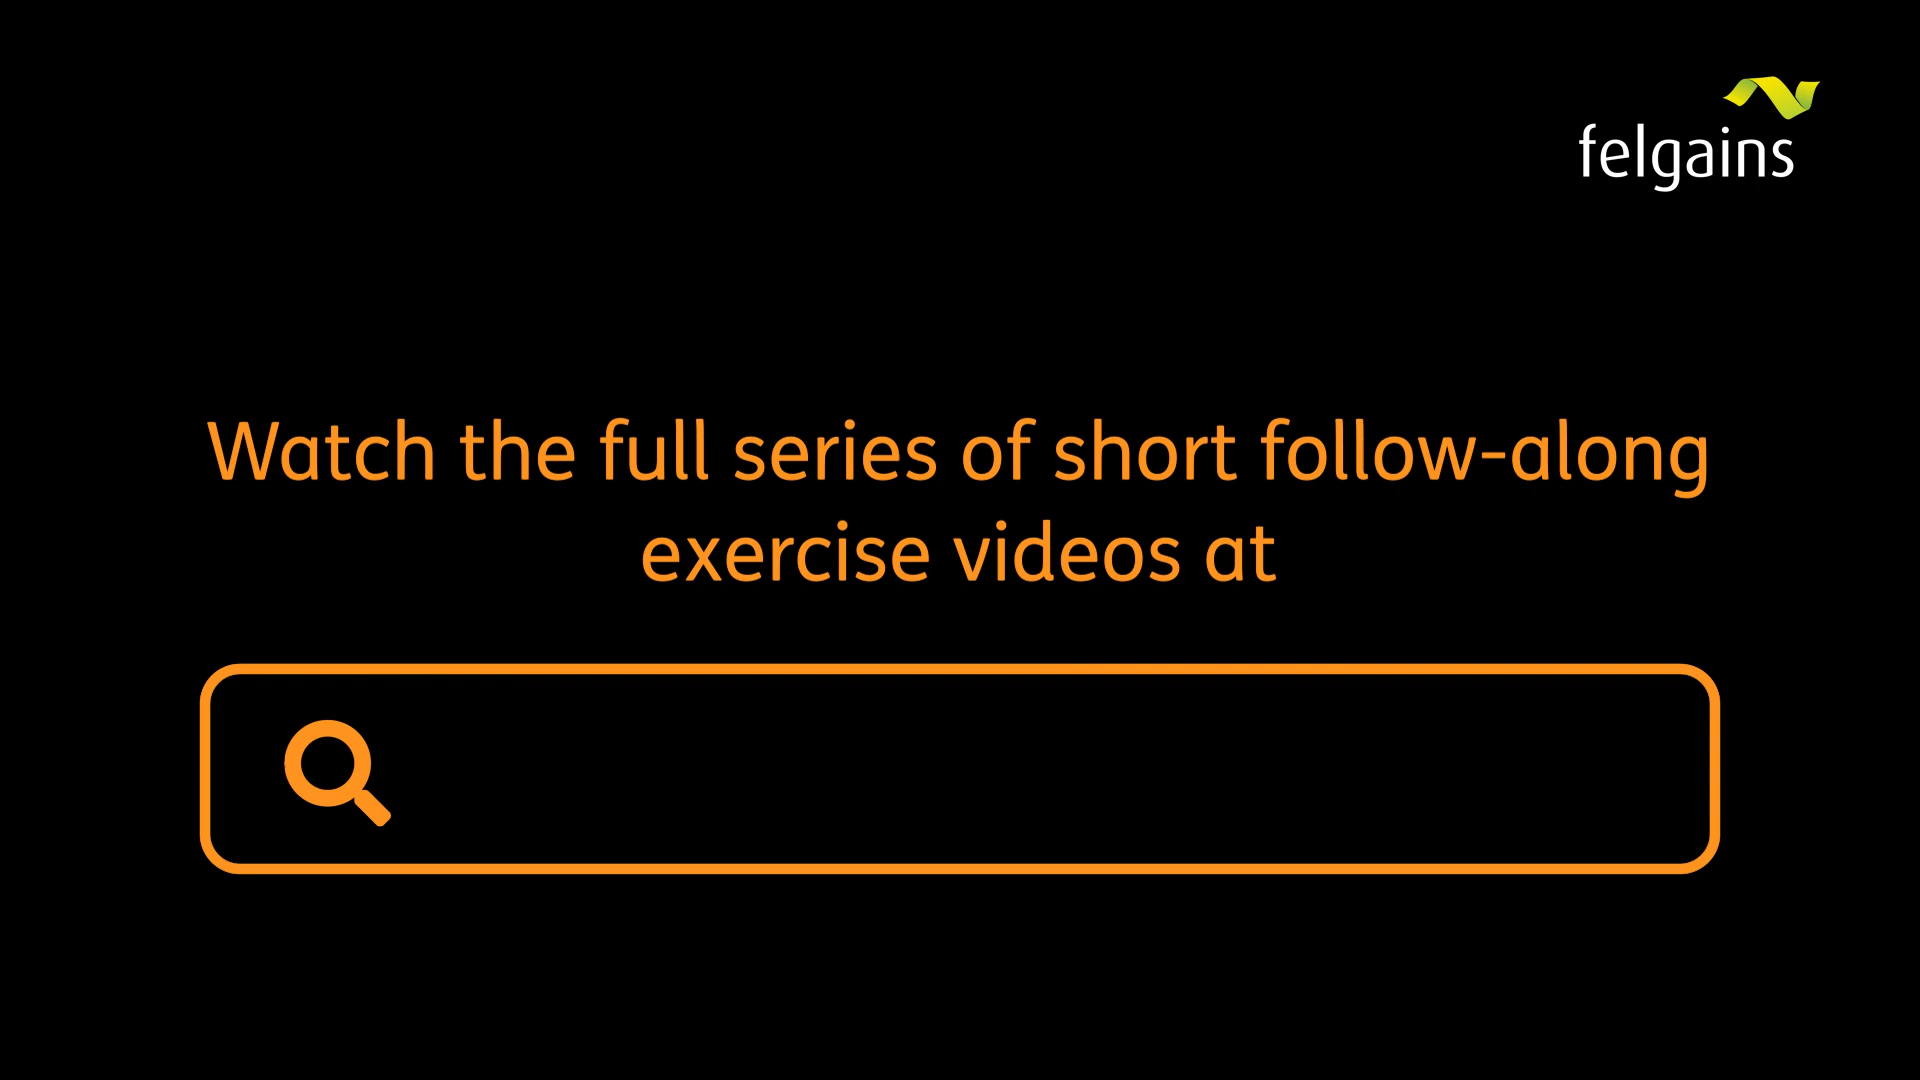 felgains
Watch the full series of short follow-along
exercise videos at